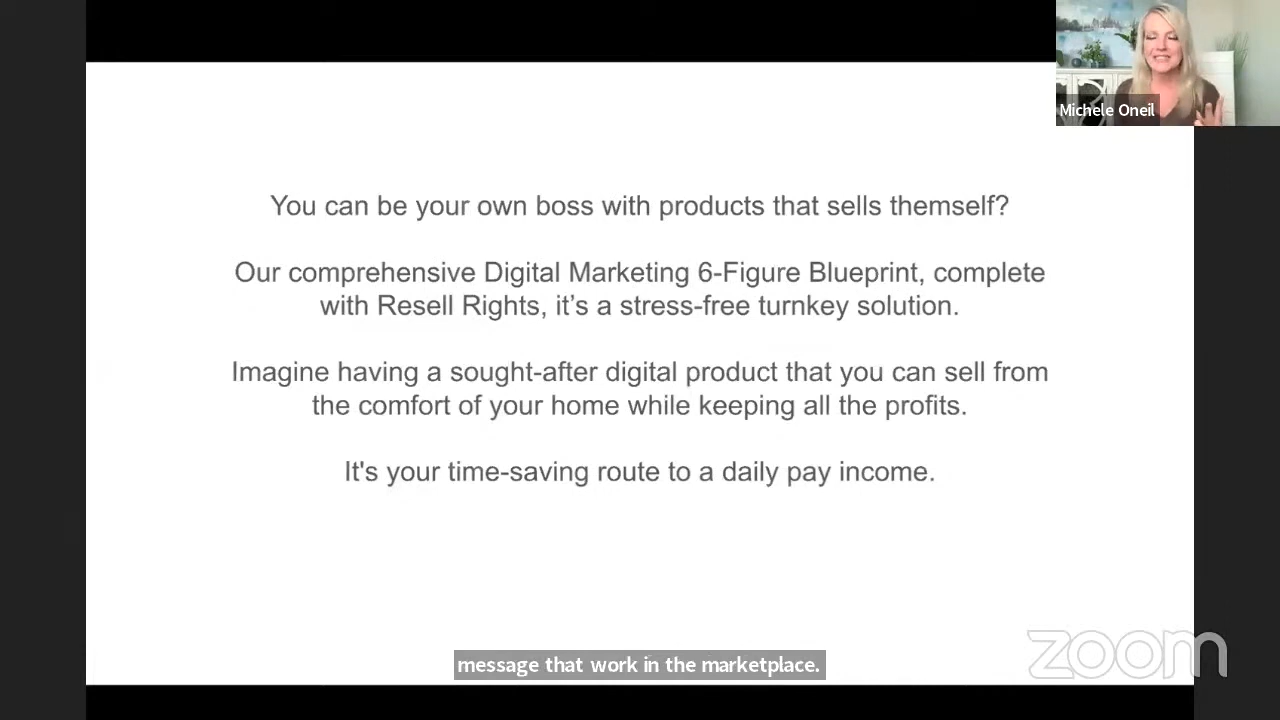 Michele Oneil
You can be your own boss with products that sells themself?
Our comprehensive Digital Marketing 6-Figure Blueprint, complete
with Resell Rights, it’s a stress-free turnkey solution.
Imagine having a sought-after digital product that you can sell from
the comfort of your home while keeping all the profits.
It's your time-saving route to a daily pay income.
message that work in the marketplace.
zoom